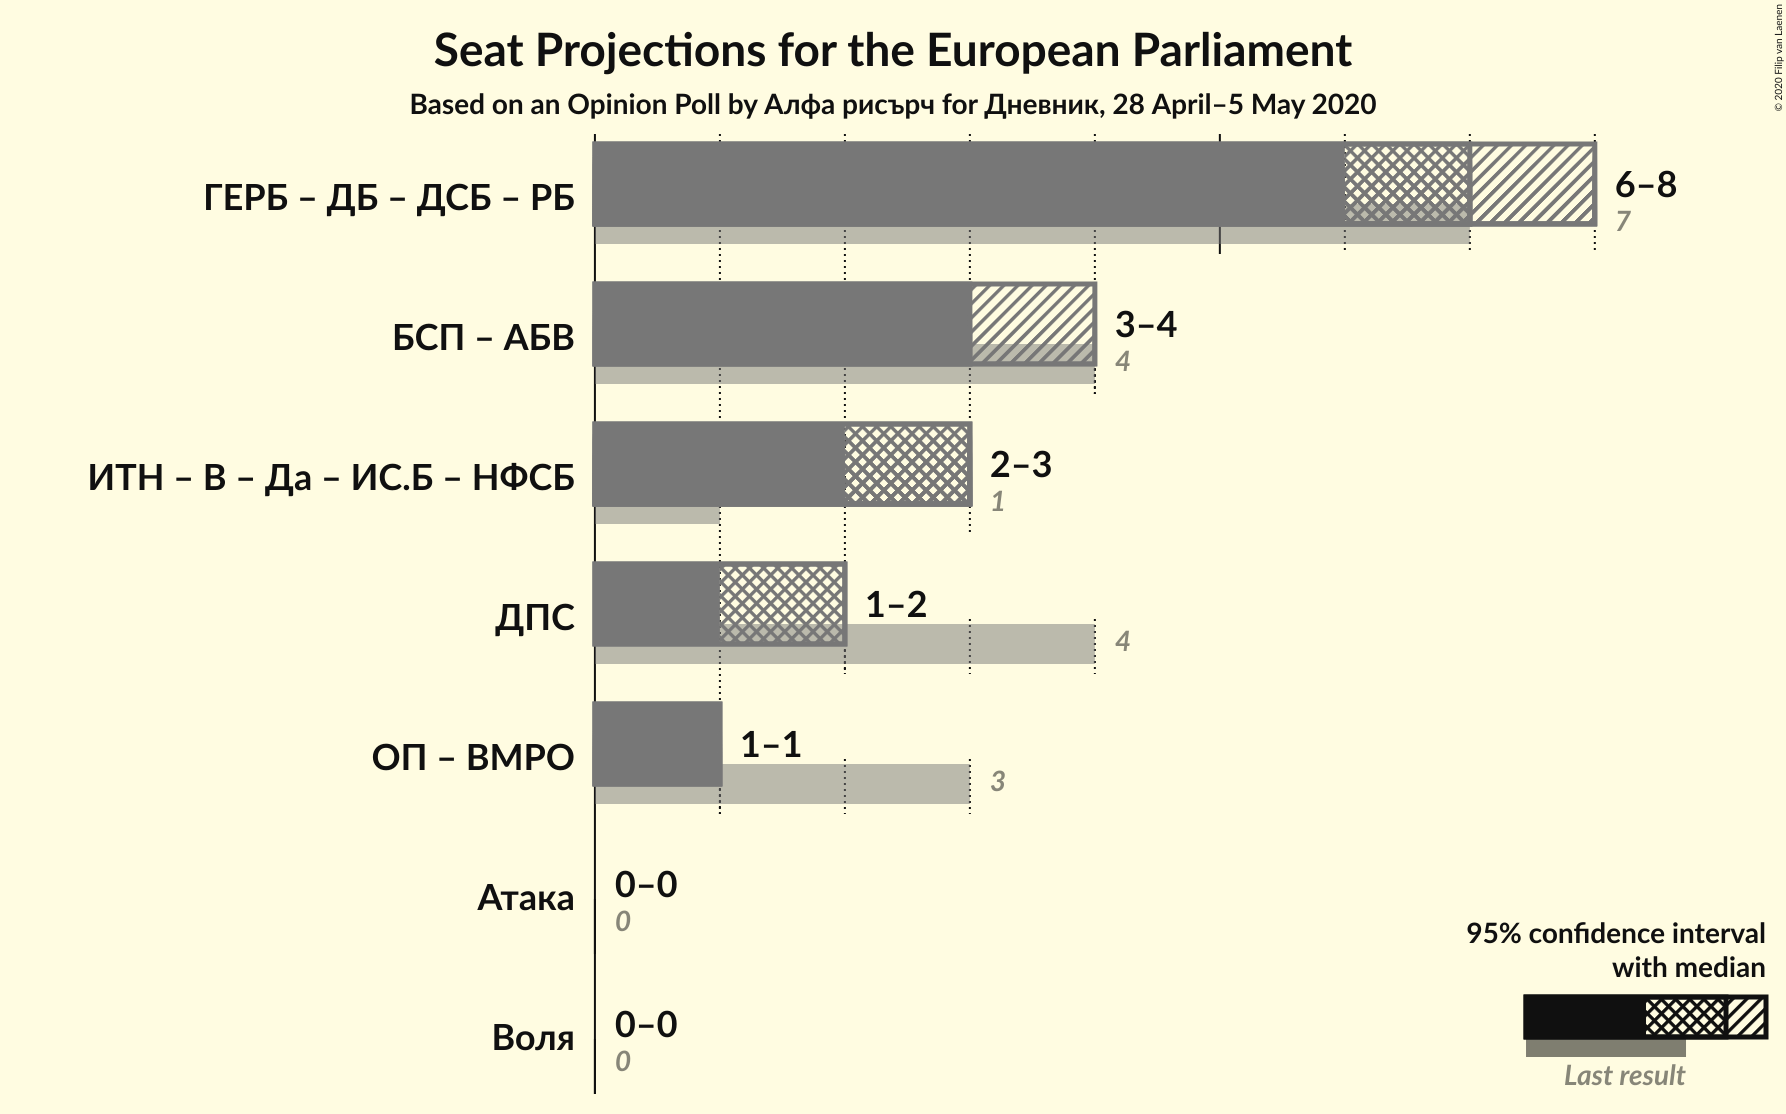 Seat Projections for the European Parliament
Based on an Opinion Poll by Алфа рисърч for Дневник, 28 April–5 May 2020
© 2020 Filip van Laenen
ГЕРБ – ДБ – ДСБ – РБ
6–8
7
БСП – АБВ
3–4
4
ИТН – В – Да – ИС.Б – НФСБ
2–3
1
ДПС
1–2
4
ОП – ВМРО
1–1
3
Атака
0–0
0
Воля
0–0
0
95% confidence interval
with median
Last result